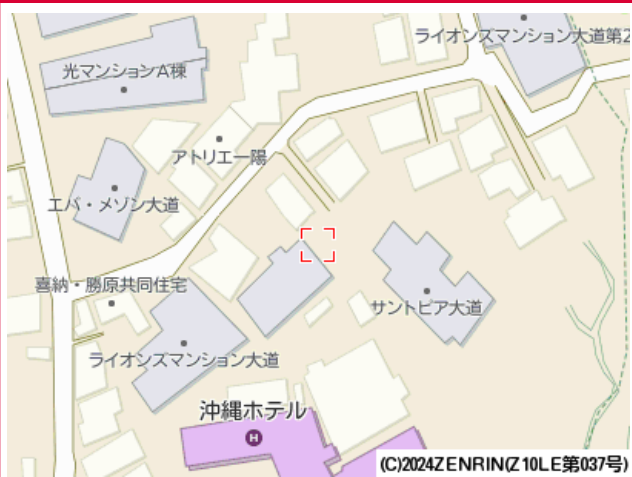 ライオンズマンション大道第2
光マンションA棟
アトリエ一陽
エバ・メゾン大道
喜納・勝原共同住宅
サントピア大道
ライオンズマンション大道
沖縄ホテル
H
(C)2024ZENRIN(Z10LE第037号)